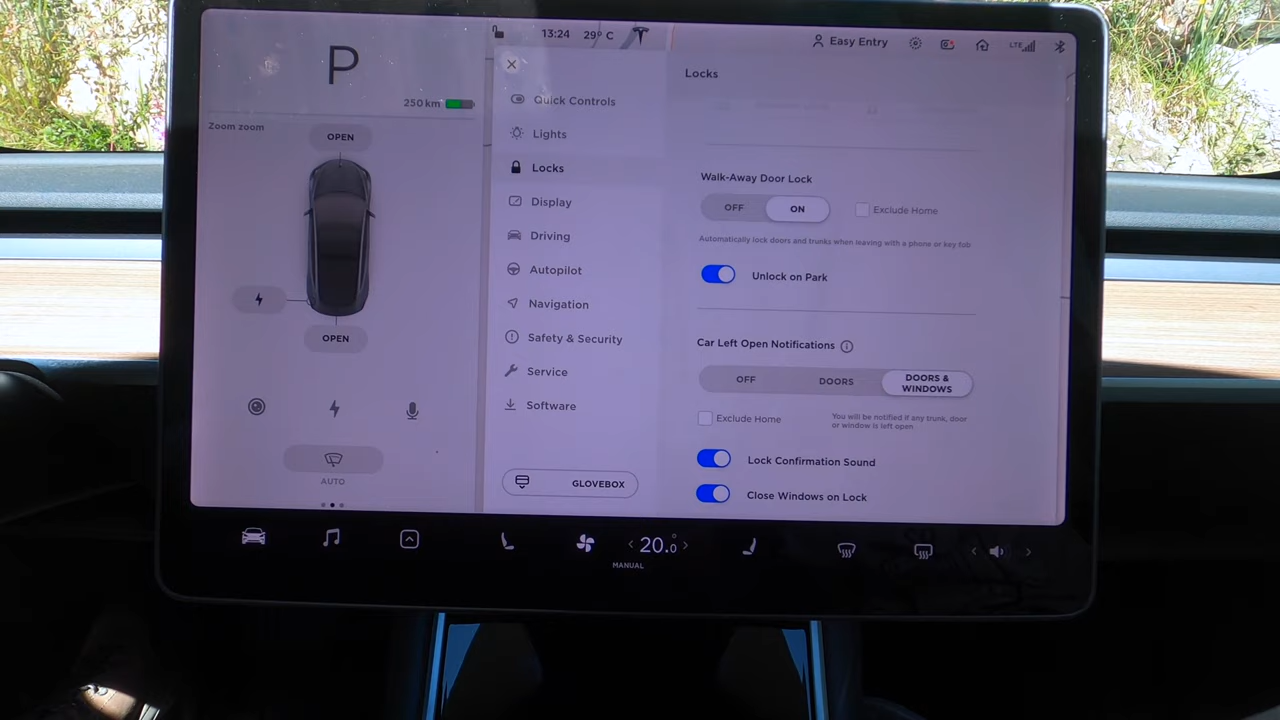 P
250 km
Zoom zoom
OPEN
OPEN
AUTO
13:24 29° C
Easy Entry
LTE
Quick Controls
Lights
Locks
Display
Driving
Autopilot
Navigation
Safety & Security
Service
Software
GLOVEBOX
Locks
Walk-Away Door Lock
OFF ON Exclude Home
Automatically lock doors and trunks when leaving with a phone or key fob
Unlock on Park
Car Left Open Notifications
OFF DOORS DOORS &
WINDOWS
Exclude Home
You will be notified if any trunk, door
or window is left open
Lock Confirmation Sound
Close Windows on Lock
20.0°
MANUAL